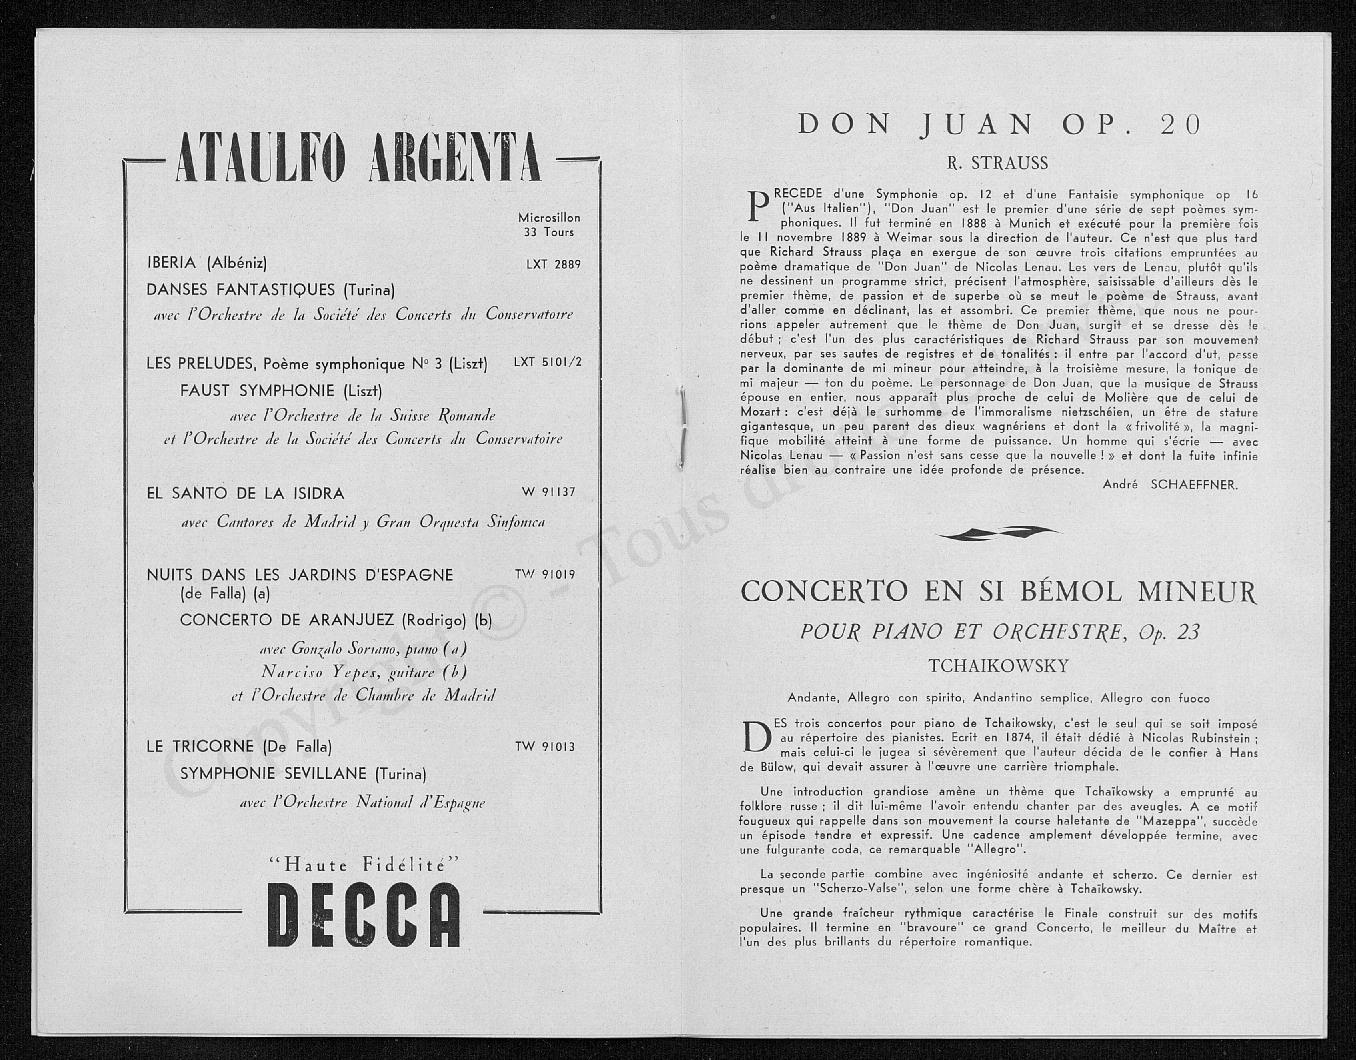 ATAULFO ARGENTA
Microsillon
33 Tours
IBERIA (Albéniz) LXT 2889
DANSES FANTASTIQUES (Turina)
avec l'Orchestre de la Société des Concerts du Conservatoire
LES PRELUDES, Poème symphonique No 3 (Liszt) LXT 5101/2
FAUST SYMPHONIE (Liszt)
avec l'Orchestre de la Suisse Romande
et l'Orchestre de la Société des Concerts du Conservatoire
EL SANTO DE LA ISIDRA W 91137
avec Cantores de Madrid y Gran Orquesta Sinfonica
NUITS DANS LES JARDINS D'ESPAGNE TW 91019
(de Falla) (a)
CONCERTO DE ARANJUEZ (Rodrigo) (b)
avec Gonzalo Soriano, piano (a)
Narciso Yepes, guitare (b)
et l'Orchestre de Chambre de Madrid
LE TRICORNE (De Falla) TW 91013
SYMPHONIE SEVILLANE (Turina)
avec l'Orchestre National d'Espagne
"Haute Fidélité"
DECCA
DON JUAN OP. 20
R. STRAUSS
PRECEDE d'une Symphonie op. 12 et d'une Fantaisie symphonique op 16
("Aus Italien"), "Don Juan" est le premier d'une série de sept poèmes sym-
phoniques. Il fut terminé en 1888 à Munich et exécuté pour la première fois
le 11 novembre 1889 à Weimar sous la direction de l'auteur. Ce n'est que plus tard
que Richard Strauss plaça en exergue de son œuvre trois citations empruntées au
poème dramatique de "Don Juan" de Nicolas Lenau. Les vers de Lenau, plutôt qu'ils
ne dessinent un programme strict, précisent l'atmosphère, saisissable d'ailleurs dès le
premier thème, de passion et de superbe où se meut le poème de Strauss, avant
d'aller comme en déclinant, las et assombri. Ce premier thème, que nous ne pour-
rions appeler autrement que le thème de Don Juan, surgit et se dresse dès le
début ; c'est l'un des plus caractéristiques de Richard Strauss par son mouvement
nerveux, par ses sautes de registres et de tonalités : il entre par l'accord d'ut, passe
par la dominante de mi mineur pour atteindre, à la troisième mesure, la tonique de
mi majeur — ton du poème. Le personnage de Don Juan, que la musique de Strauss
épouse en entier, nous apparaît plus proche de celui de Molière que de celui de
Mozart : c'est déjà le surhomme de l'immoralisme nietzschéien, un être de stature
gigantesque, un peu parent des dieux wagnériens et dont la « frivolité », la magni-
fique mobilité atteint à une forme de puissance. Un homme qui s'écrie — avec
Nicolas Lenau — « Passion n'est sans cesse que la nouvelle ! » et dont la fuite infinie
réalise bien au contraire une idée profonde de présence.
André SCHAEFFNER.
CONCERTO EN SI BÉMOL MINEUR
POUR PIANO ET ORCHESTRE, Op. 23
TCHAIKOWSKY
Andante, Allegro con spirito, Andantino semplice, Allegro con fuoco
DES trois concertos pour piano de Tchaïkowsky, c'est le seul qui se soit imposé
au répertoire des pianistes. Ecrit en 1874, il était dédié à Nicolas Rubinstein ;
mais celui-ci le jugea si sévèrement que l'auteur décida de le confier à Hans
de Bülow, qui devait assurer à l'œuvre une carrière triomphale.
Une introduction grandiose amène un thème que Tchaïkowsky a emprunté au
folklore russe ; il dit lui-même l'avoir entendu chanter par des aveugles. A ce motif
fougueux qui rappelle dans son mouvement la course haletante de "Mazeppa", succède
un épisode tendre et expressif. Une cadence amplement développée termine, avec
une fulgurante coda, ce remarquable "Allegro".
La seconde partie combine avec ingéniosité andante et scherzo. Ce dernier est
presque un "Scherzo-Valse", selon une forme chère à Tchaïkowsky.
Une grande fraîcheur rythmique caractérise le Finale construit sur des motifs
populaires. Il termine en "bravoure" ce grand Concerto, le meilleur du Maître et
l'un des plus brillants du répertoire romantique.
Copyright © - Tous